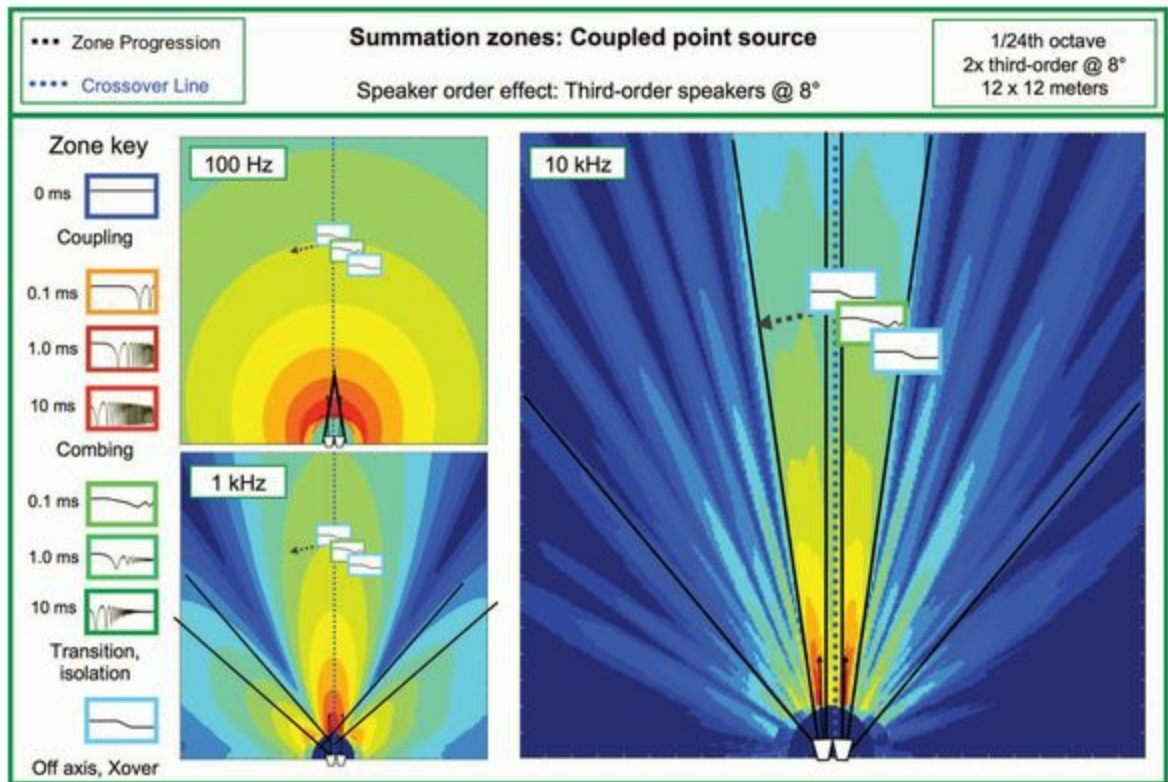 Zone Progression
Crossover Line
Summation zones: Coupled point source
Speaker order effect: Third-order speakers @ 8°
1/24th octave
2x third-order @ 8°
12 x 12 meters
Zone key
0 ms
Coupling
0.1 ms
1.0 ms
10 ms
Combing
0.1 ms
1.0 ms
10 ms
Transition,
isolation
Off axis, Xover
100 Hz
1 kHz
10 kHz